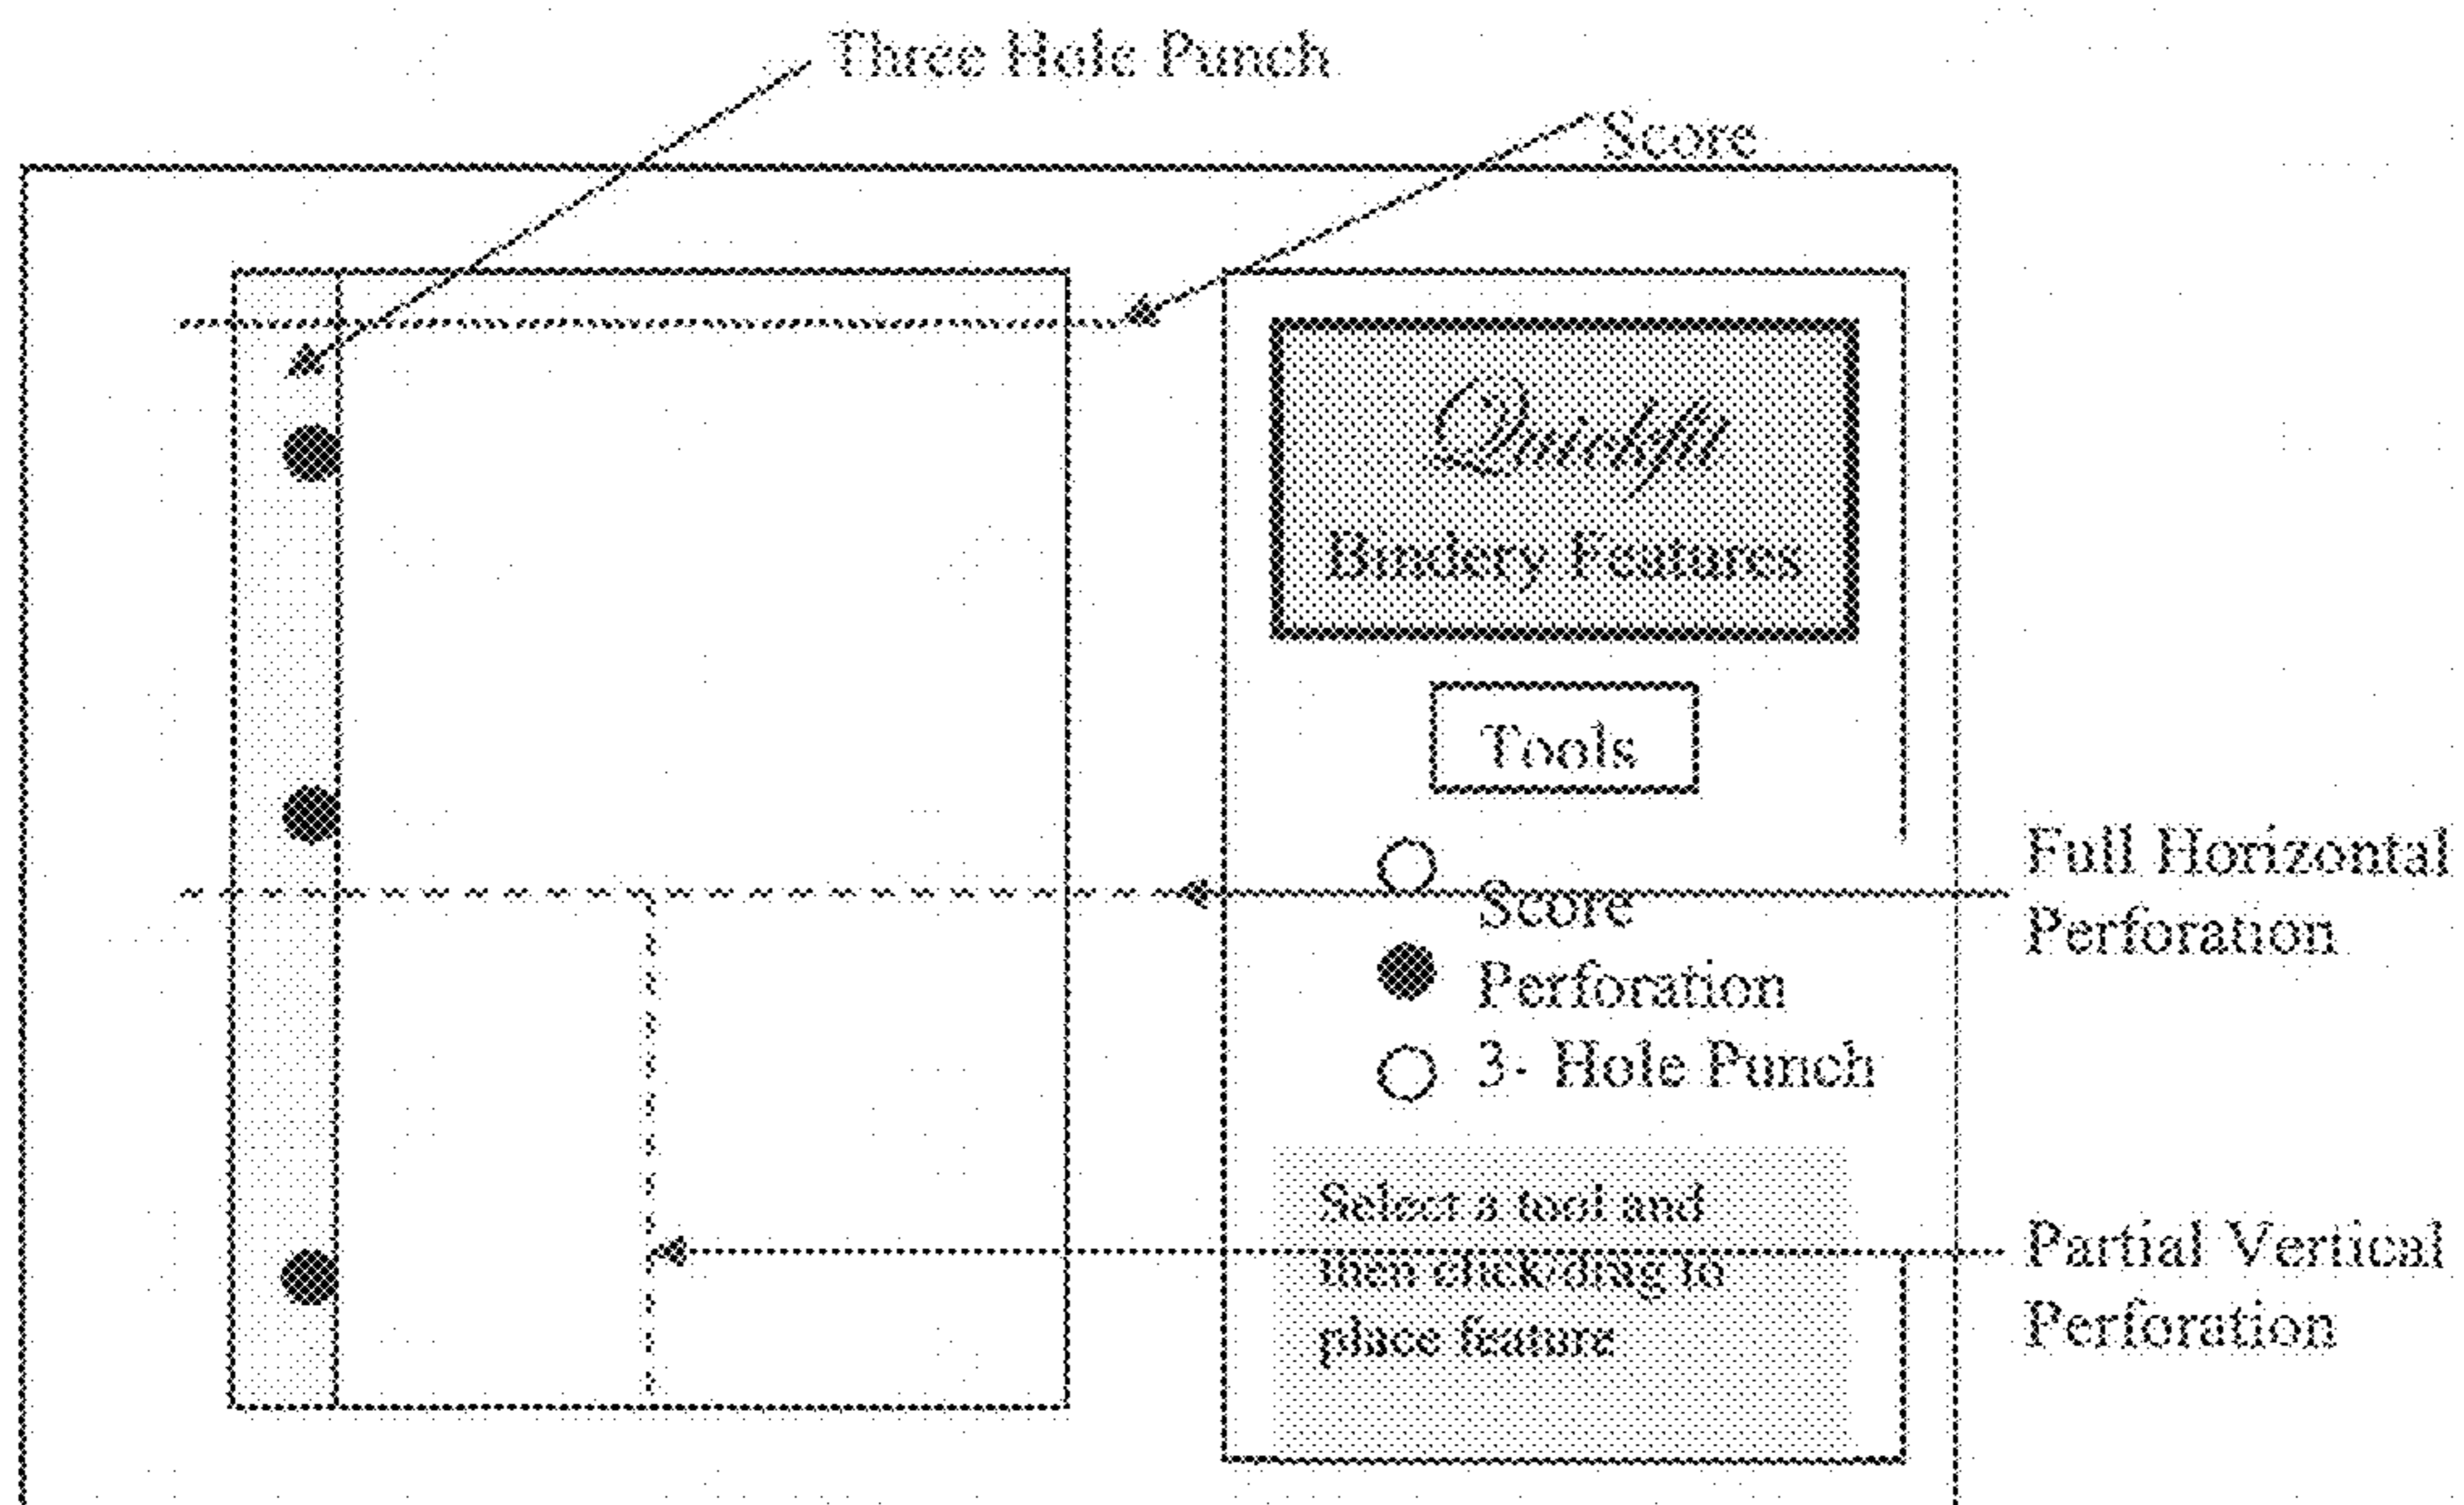 Three Hole Punch
Score
Quickfit
Bindery Features
Tools
Score
Perforation
3- Hole Punch
Select a tool and
then click/drag to
place feature
Full Horizontal
Perforation
Partial Vertical
Perforation